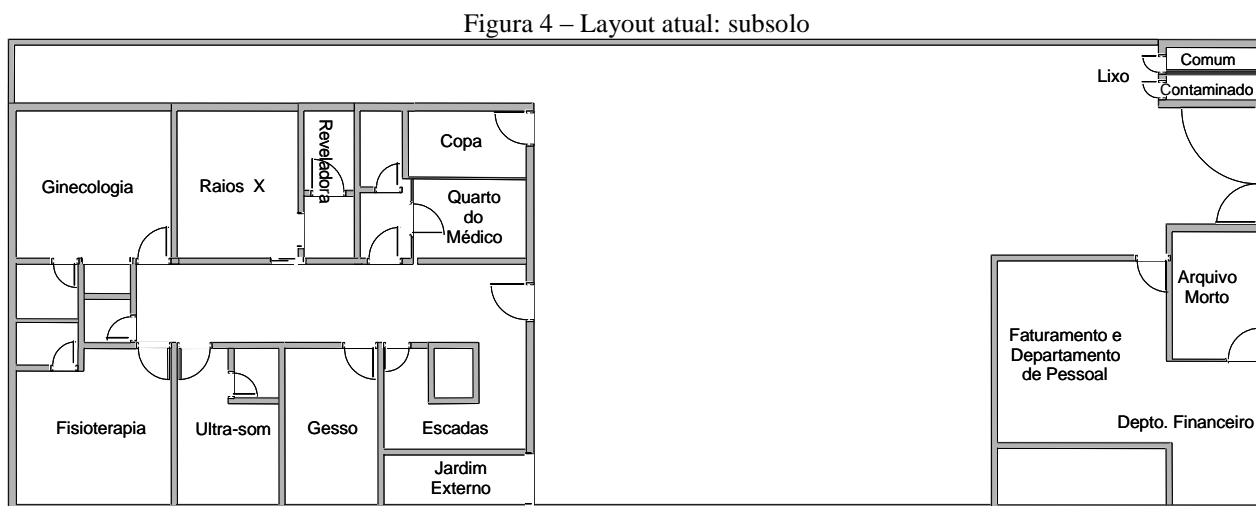 Figura 4 – Layout atual: subsolo
Comum
Lixo
Contaminado
Reveladora
Copa
Ginecologia
Raios X
Quarto
do
Médico
Arquivo
Morto
Faturamento e
Departamento
de Pessoal
Fisioterapia
Ultra-som
Gesso
Escadas
Depto. Financeiro
Jardim
Externo